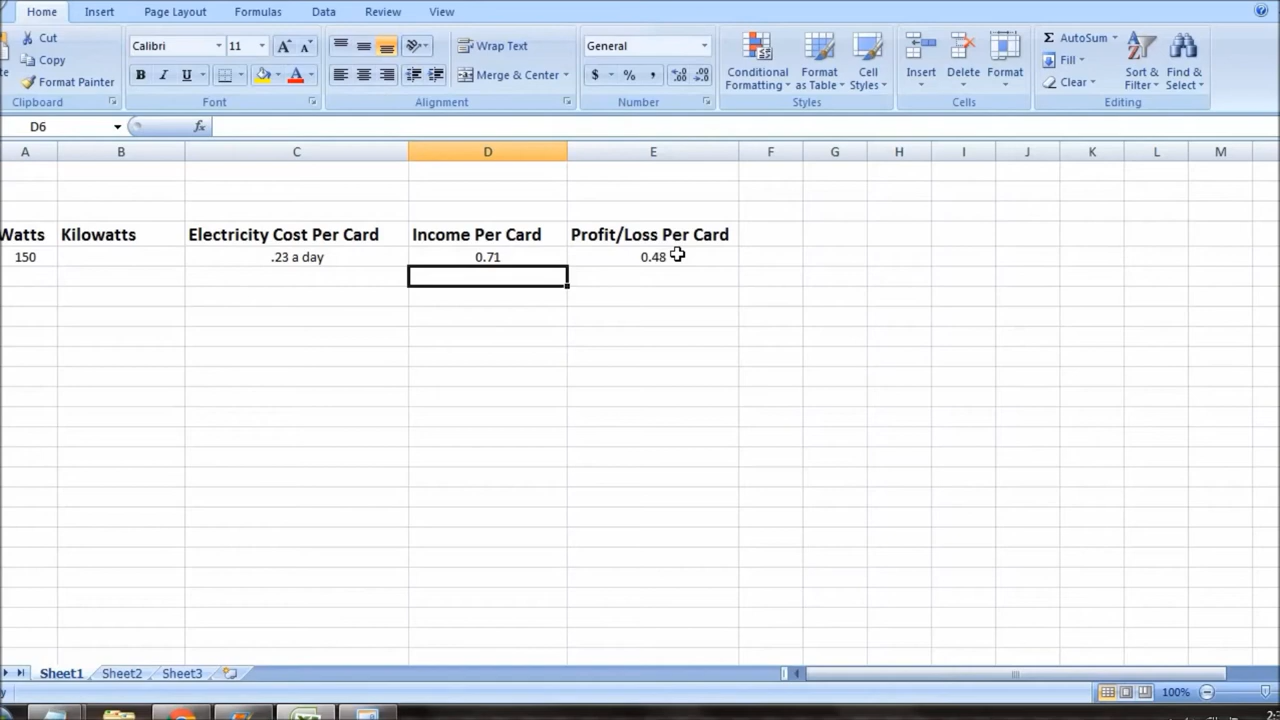 Home Insert Page Layout Formulas Data Review View
Cut
Copy
Format Painter
Clipboard
Calibri 11 A A
B I U A
Font
Wrap Text
Merge & Center
Alignment
General
$ % , .00 .00
Number
Conditional Formatting
Format as Table
Cell Styles
Styles
Insert Delete Format
Cells
Σ AutoSum
Fill
Clear
Sort & Filter
Find & Select
Editing
D6 fx
A B C D E F G H I J K L M
Watts Kilowatts Electricity Cost Per Card Income Per Card Profit/Loss Per Card
150 .23 a day 0.71 0.48
Sheet1 Sheet2 Sheet3
100%